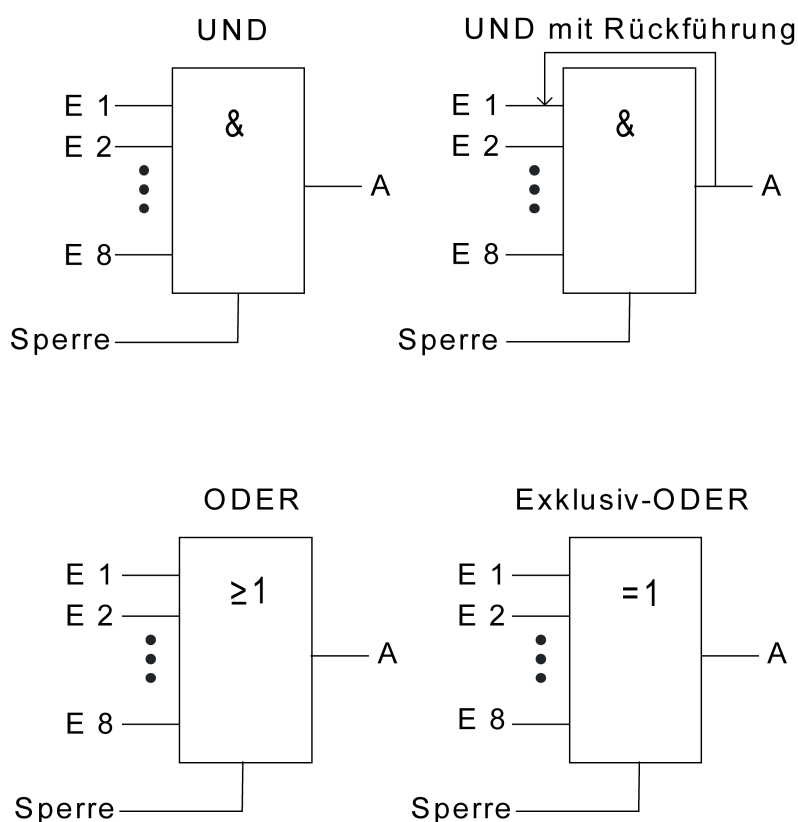 UND
E 1
&
E 2
A
E 8
Sperre
UND mit Rückführung
E 1
&
E 2
A
E 8
Sperre
ODER
E 1
≥1
E 2
A
E 8
Sperre
Exklusiv-ODER
E 1
=1
E 2
A
E 8
Sperre